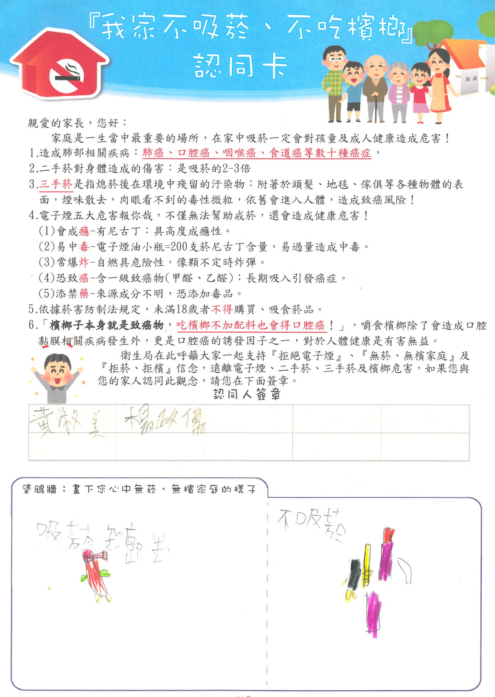 『我家不吸菸、不吃檳榔』
認同卡
親愛的家長，您好：
家庭是一生當中最重要的場所，在家中吸菸一定會對孩童及成人健康造成危害！
1.造成肺部相關疾病：肺癌、口腔癌、咽喉癌、食道癌等數十種癌症，
2.二手菸對身體造成的傷害：是吸菸的2-3倍
3.三手菸是指熄菸後在環境中殘留的汙染物：附著於頭髮、地毯、傢俱等各種物體的表
面，煙味散去，肉眼看不到的毒性微粒，依舊會進入人體，造成致癌風險！
4.電子煙五大危害報你哉，不僅無法幫助戒菸，還會造成健康危害！
(1)會成癮-有尼古丁：具高度成癮性。
(2)易中毒-電子煙油小瓶=200支菸尼古丁含量，易過量造成中毒。
(3)常爆炸-自燃具危險性，像顆不定時炸彈。
(4)恐致癌-含一級致癌物(甲醛、乙醛)：長期吸入引發癌症。
(5)添禁藥-來源成分不明，恐添加毒品。
5.依據菸害防制法規定，未滿18歲者不得購買、吸食菸品。
6.「檳榔子本身就是致癌物，吃檳榔不加配料也會得口腔癌！」，嚼食檳榔除了會造成口腔
黏膜相關疾病發生外，更是口腔癌的誘發因子之一，對於人體健康是有害無益。
衛生局在此呼籲大家一起支持『拒絕電子煙』、『無菸、無檳家庭』及
『拒菸、拒檳』信念，遠離電子煙、二手菸、三手菸及檳榔危害，如果您與
您的家人認同此觀念，請您在下面簽章。
認同人簽章
黃淑美 楊政儒
塗鴉牆：畫下您心中無菸、無檳家庭的樣子
吸菸 出去
不吸菸